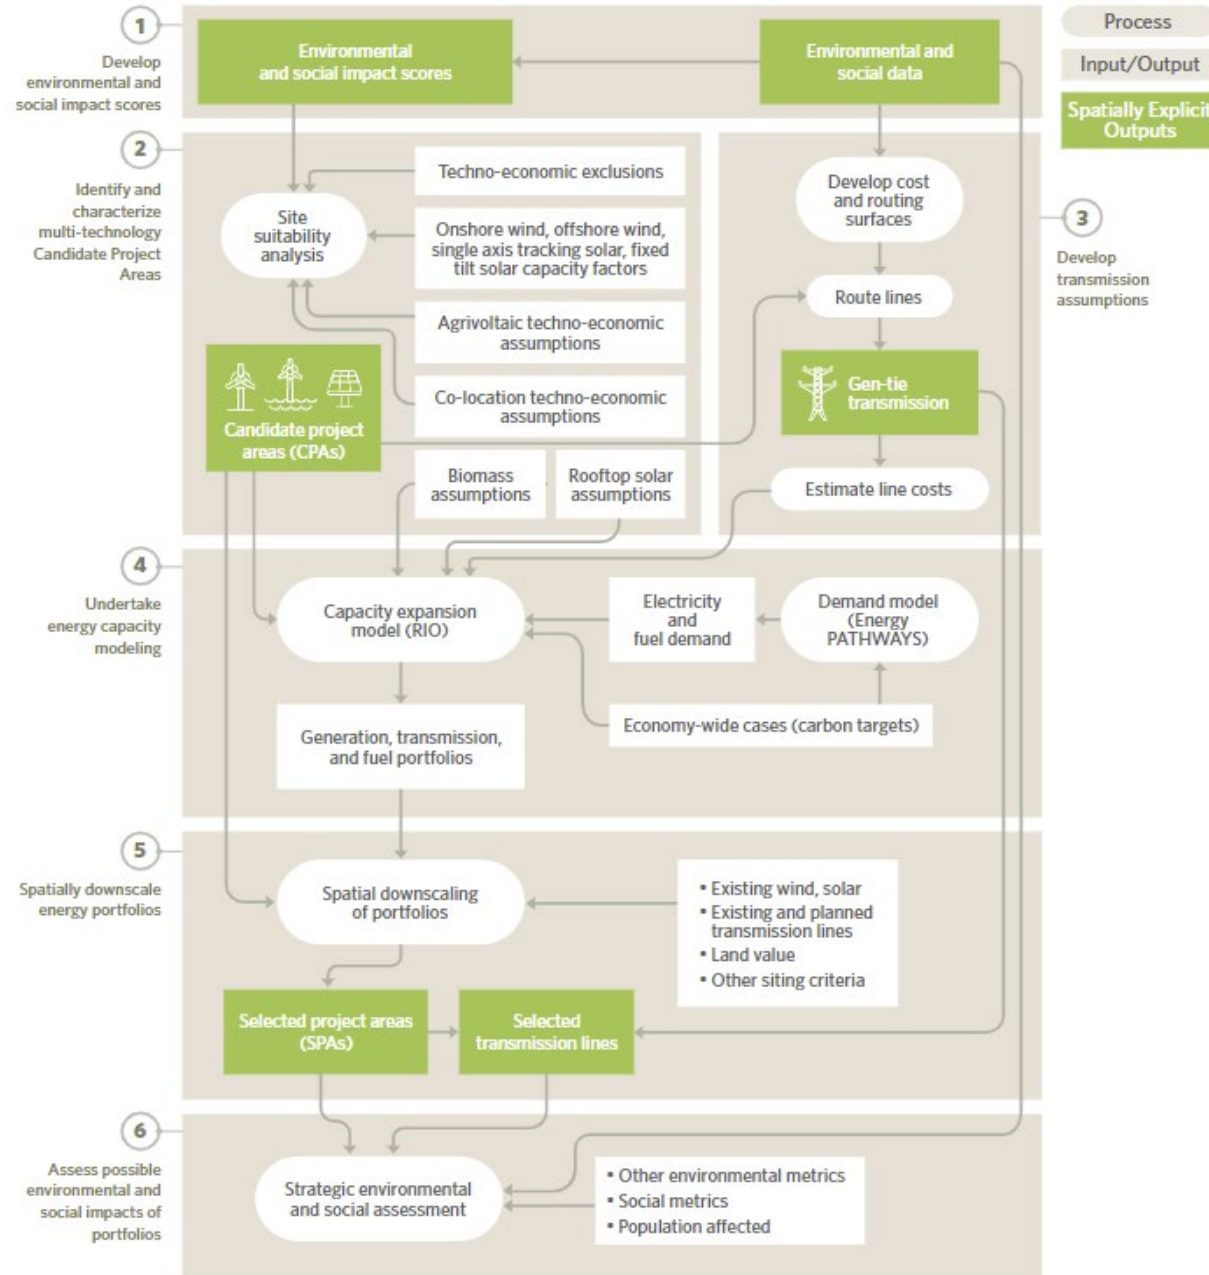 1
Develop
environmental and
social impact scores
Environmental
and social impact scores
Environmental and
social data
Process
Input/Output
Spatially Explicit
Outputs
2
Identify and
characterize
multi-technology
Candidate Project
Areas
Site
suitability
analysis
Techno-economic exclusions
Onshore wind, offshore wind,
single axis tracking solar, fixed
tilt solar capacity factors
Agrivoltaic techno-economic
assumptions
Co-location techno-economic
assumptions
Candidate project
areas (CPAs)
Biomass
assumptions
Rooftop solar
assumptions
3
Develop
transmission
assumptions
Develop cost
and routing
surfaces
Route lines
Gen-tie
transmission
Estimate line costs
4
Undertake
energy capacity
modeling
Capacity expansion
model (RIO)
Electricity
and
fuel demand
Demand model
(Energy
PATHWAYS)
Economy-wide cases (carbon targets)
Generation, transmission,
and fuel portfolios
5
Spatially downscale
energy portfolios
Spatial downscaling
of portfolios
• Existing wind, solar
• Existing and planned
transmission lines
• Land value
• Other siting criteria
Selected project areas
(SPAs)
Selected
transmission lines
6
Assess possible
environmental and
social impacts of
portfolios
Strategic environmental
and social assessment
• Other environmental metrics
• Social metrics
• Population affected